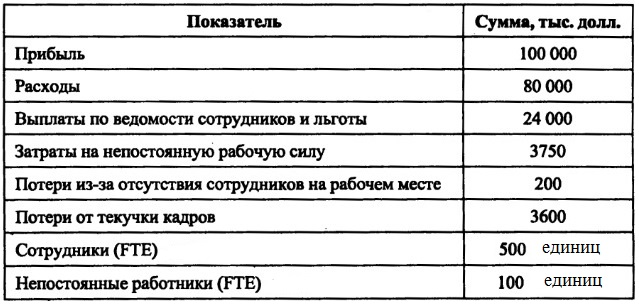 Показатель Сумма, тыс. долл.
Прибыль 100 000
Расходы 80 000
Выплаты по ведомости сотрудников и льготы 24 000
Затраты на непостоянную рабочую силу 3750
Потери из-за отсутствия сотрудников на рабочем месте 200
Потери от текучки кадров 3600
Сотрудники (FTE) 500 единиц
Непостоянные работники (FTE) 100 единиц